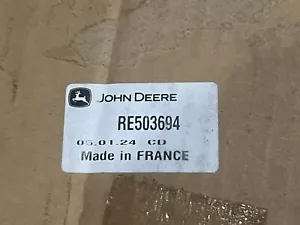 JOHN DEERE
RE503694
05.01.24 CD
Made in FRANCE